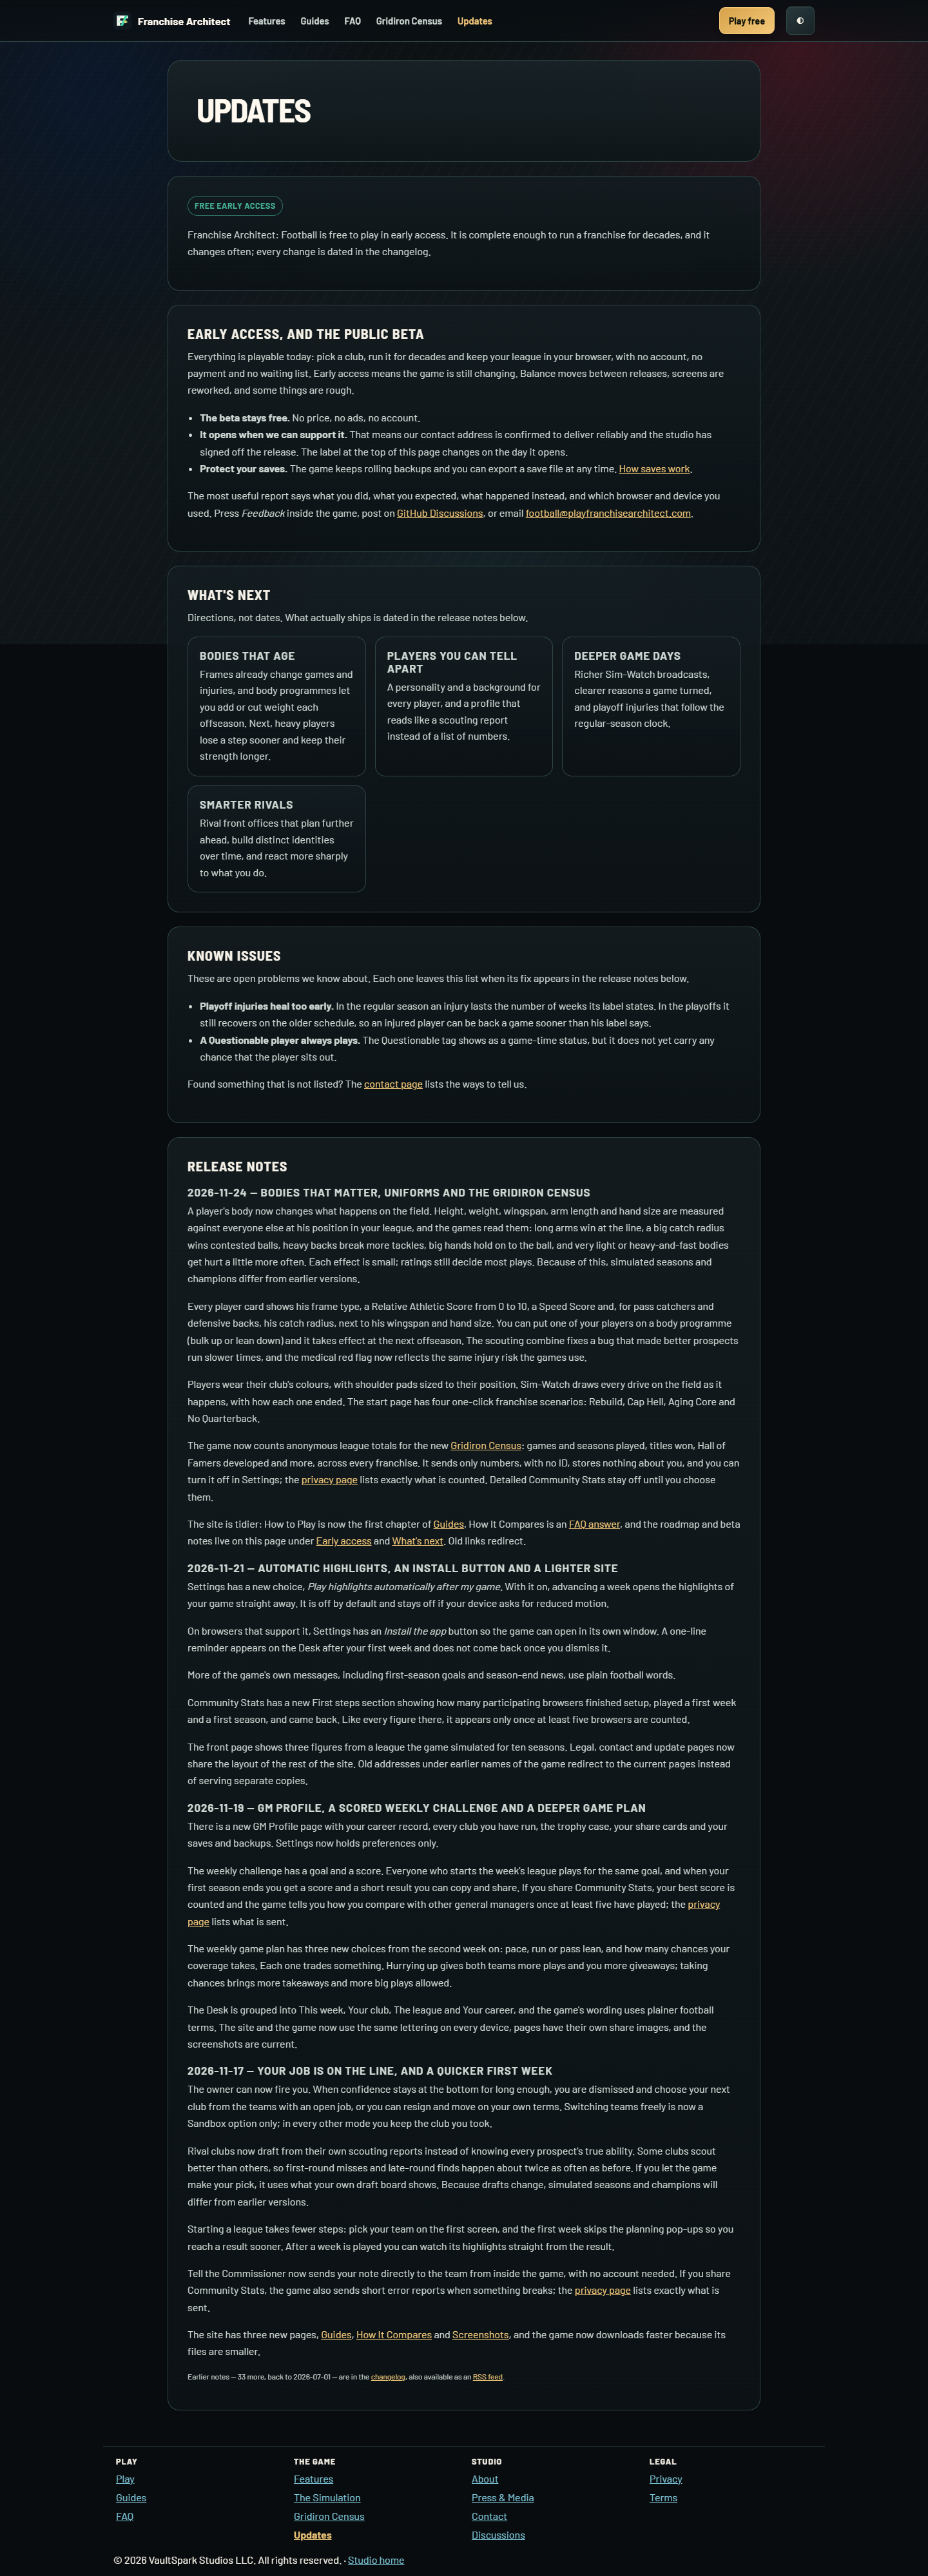 Franchise Architect Features Guides FAQ Gridiron Census Updates Play free
UPDATES
FREE EARLY ACCESS
Franchise Architect: Football is free to play in early access. It is complete enough to run a franchise for decades, and it
changes often; every change is dated in the changelog.
EARLY ACCESS, AND THE PUBLIC BETA
Everything is playable today: pick a club, run it for decades and keep your league in your browser, with no account, no
payment and no waiting list. Early access means the game is still changing. Balance moves between releases, screens are
reworked, and some things are rough.
• The beta stays free. No price, no ads, no account.
• It opens when we can support it. That means our contact address is confirmed to deliver reliably and the studio has
signed off the release. The label at the top of this page changes on the day it opens.
• Protect your saves. The game keeps rolling backups and you can export a save file at any time. How saves work.
The most useful report says what you did, what you expected, what happened instead, and which browser and device you
used. Press Feedback inside the game, post on GitHub Discussions, or email football@playfranchisearchitect.com.
WHAT'S NEXT
Directions, not dates. What actually ships is dated in the release notes below.
BODIES THAT AGE
Frames already change games and
injuries, and body programmes let
you add or cut weight each
offseason. Next, heavy players
lose a step sooner and keep their
strength longer.
PLAYERS YOU CAN TELL
APART
A personality and a background for
every player, and a profile that
reads like a scouting report
instead of a list of numbers.
DEEPER GAME DAYS
Richer Sim-Watch broadcasts,
clearer reasons a game turned,
and playoff injuries that follow the
regular-season clock.
SMARTER RIVALS
Rival front offices that plan further
ahead, build distinct identities
over time, and react more sharply
to what you do.
KNOWN ISSUES
These are open problems we know about. Each one leaves this list when its fix appears in the release notes below.
• Playoff injuries heal too early. In the regular season an injury lasts the number of weeks its label states. In the playoffs it
still recovers on the older schedule, so an injured player can be back a game sooner than his label says.
• A Questionable player always plays. The Questionable tag shows as a game-time status, but it does not yet carry any
chance that the player sits out.
Found something that is not listed? The contact page lists the ways to tell us.
RELEASE NOTES
2026-11-24 — BODIES THAT MATTER, UNIFORMS AND THE GRIDIRON CENSUS
A player's body now changes what happens on the field. Height, weight, wingspan, arm length and hand size are measured
against everyone else at his position in your league, and the games read them: long arms win at the line, a big catch radius
wins contested balls, heavy backs break more tackles, big hands hold on to the ball, and very light or heavy-and-fast bodies
get hurt a little more often. Each effect is small; ratings still decide most plays. Because of this, simulated seasons and
champions differ from earlier versions.
Every player card shows his frame type, a Relative Athletic Score from 0 to 10, a Speed Score and, for pass catchers and
defensive backs, his catch radius, next to his wingspan and hand size. You can put one of your players on a body programme
(bulk up or lean down) and it takes effect at the next offseason. The scouting combine fixes a bug that made better prospects
run slower times, and the medical red flag now reflects the same injury risk the games use.
Players wear their club's colours, with shoulder pads sized to their position. Sim-Watch draws every drive on the field as it
happens, with how each one ended. The start page has four one-click franchise scenarios: Rebuild, Cap Hell, Aging Core and
No Quarterback.
The game now counts anonymous league totals for the new Gridiron Census: games and seasons played, titles won, Hall of
Famers developed and more, across every franchise. It sends only numbers, with no ID, stores nothing about you, and you can
turn it off in Settings; the privacy page lists exactly what is counted. Detailed Community Stats stay off until you choose
them.
The site is tidier: How to Play is now the first chapter of Guides, How It Compares is an FAQ answer, and the roadmap and beta
notes live on this page under Early access and What's next. Old links redirect.
2026-11-21 — AUTOMATIC HIGHLIGHTS, AN INSTALL BUTTON AND A LIGHTER SITE
Settings has a new choice, Play highlights automatically after my game. With it on, advancing a week opens the highlights of
your game straight away. It is off by default and stays off if your device asks for reduced motion.
On browsers that support it, Settings has an Install the app button so the game can open in its own window. A one-line
reminder appears on the Desk after your first week and does not come back once you dismiss it.
More of the game's own messages, including first-season goals and season-end news, use plain football words.
Community Stats has a new First steps section showing how many participating browsers finished setup, played a first week
and a first season, and came back. Like every figure there, it appears only once at least five browsers are counted.
The front page shows three figures from a league the game simulated for ten seasons. Legal, contact and update pages now
share the layout of the rest of the site. Old addresses under earlier names of the game redirect to the current pages instead
of serving separate copies.
2026-11-19 — GM PROFILE, A SCORED WEEKLY CHALLENGE AND A DEEPER GAME PLAN
There is a new GM Profile page with your career record, every club you have run, the trophy case, your share cards and your
saves and backups. Settings now holds preferences only.
The weekly challenge has a goal and a score. Everyone who starts the week's league plays for the same goal, and when your
first season ends you get a score and a short result you can copy and share. If you share Community Stats, your best score is
counted and the game tells you how you compare with other general managers once at least five have played; the privacy
page lists what is sent.
The weekly game plan has three new choices from the second week on: pace, run or pass lean, and how many chances your
coverage takes. Each one trades something. Hurrying up gives both teams more plays and you more giveaways; taking
chances brings more takeaways and more big plays allowed.
The Desk is grouped into This week, Your club, The league and Your career, and the game's wording uses plainer football
terms. The site and the game now use the same lettering on every device, pages have their own share images, and the
screenshots are current.
2026-11-17 — YOUR JOB IS ON THE LINE, AND A QUICKER FIRST WEEK
The owner can now fire you. When confidence stays at the bottom for long enough, you are dismissed and choose your next
club from the teams with an open job, or you can resign and move on your own terms. Switching teams freely is now a
Sandbox option only; in every other mode you keep the club you took.
Rival clubs now draft from their own scouting reports instead of knowing every prospect's true ability. Some clubs scout
better than others, so first-round misses and late-round finds happen about twice as often as before. If you let the game
make your pick, it uses what your own draft board shows. Because drafts change, simulated seasons and champions will
differ from earlier versions.
Starting a league takes fewer steps: pick your team on the first screen, and the first week skips the planning pop-ups so you
reach a result sooner. After a week is played you can watch its highlights straight from the result.
Tell the Commissioner now sends your note directly to the team from inside the game, with no account needed. If you share
Community Stats, the game also sends short error reports when something breaks; the privacy page lists exactly what is
sent.
The site has three new pages, Guides, How It Compares and Screenshots, and the game now downloads faster because its
files are smaller.
Earlier notes — 33 more, back to 2026-07-01 — are in the changelog, also available as an RSS feed.
PLAY
Play
Guides
FAQ
THE GAME
Features
The Simulation
Gridiron Census
Updates
STUDIO
About
Press & Media
Contact
Discussions
LEGAL
Privacy
Terms
© 2026 VaultSpark Studios LLC. All rights reserved. · Studio home